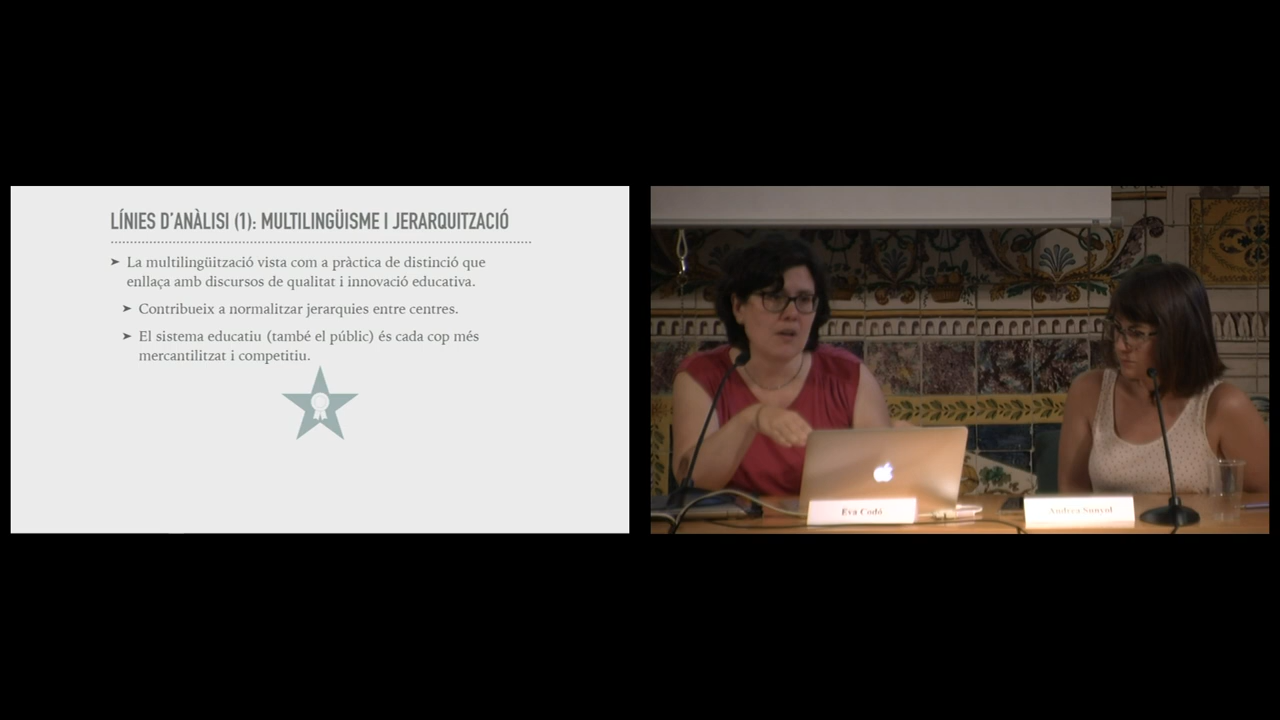 LÍNIES D'ANÀLISI (1): MULTILINGÜISME I JERARQUITZACIÓ
➤ La multilingüització vista com a pràctica de distinció que
enllaça amb discursos de qualitat i innovació educativa.
➤ Contribueix a normalitzar jerarquies entre centres.
➤ El sistema educatiu (també el públic) és cada cop més
mercantilitzat i competitiu.
Eva Codó
Andrea Sunyol